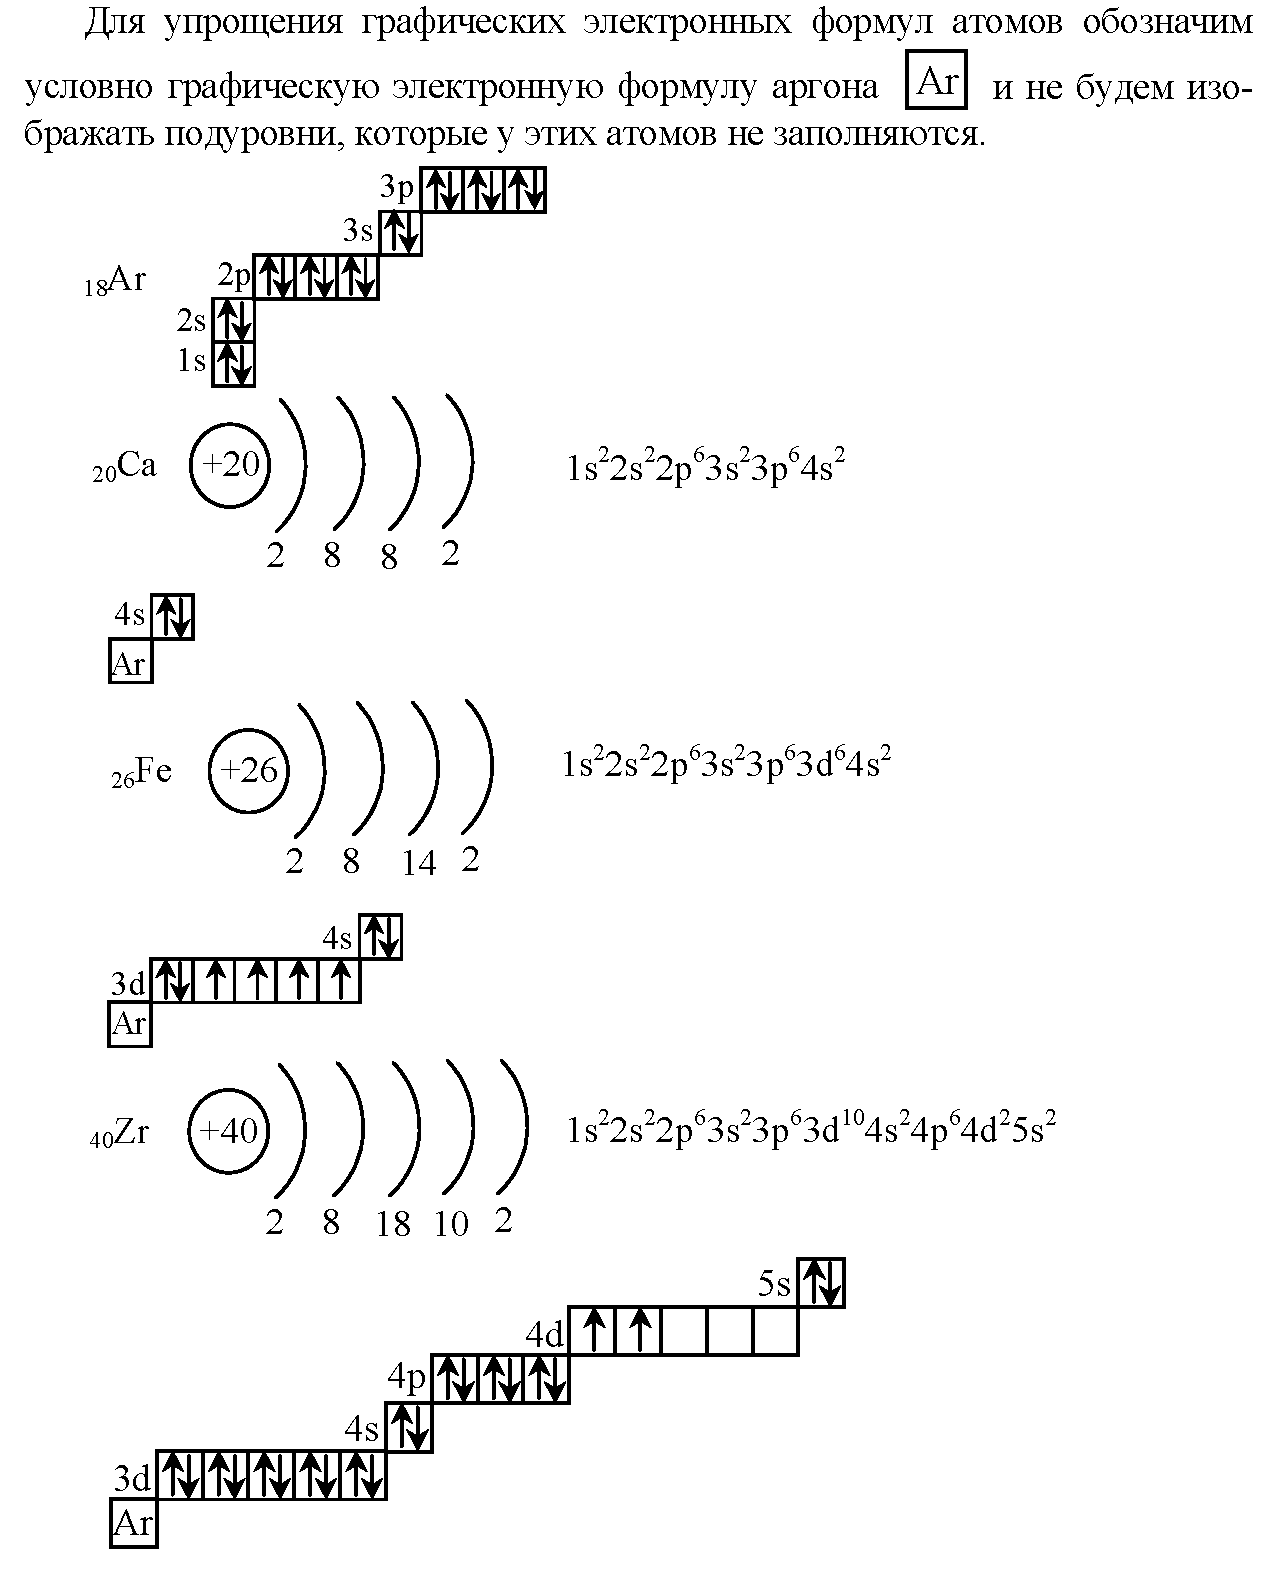 Для упрощения графических электронных формул атомов обозначим
условно графическую электронную формулу аргона Ar и не будем изо-
бражать подуровни, которые у этих атомов не заполняются.
3p
3s
₁₈Ar 2p
2s
1s
₂₀Ca +20 1s²2s²2p⁶3s²3p⁶4s²
2 8 8 2
4s
Ar
₂₆Fe +26 1s²2s²2p⁶3s²3p⁶3d⁶4s²
2 8 14 2
4s
3d
Ar
₄₀Zr +40 1s²2s²2p⁶3s²3p⁶3d¹⁰4s²4p⁶4d²5s²
2 8 18 10 2
5s
4d
4p
4s
3d
Ar